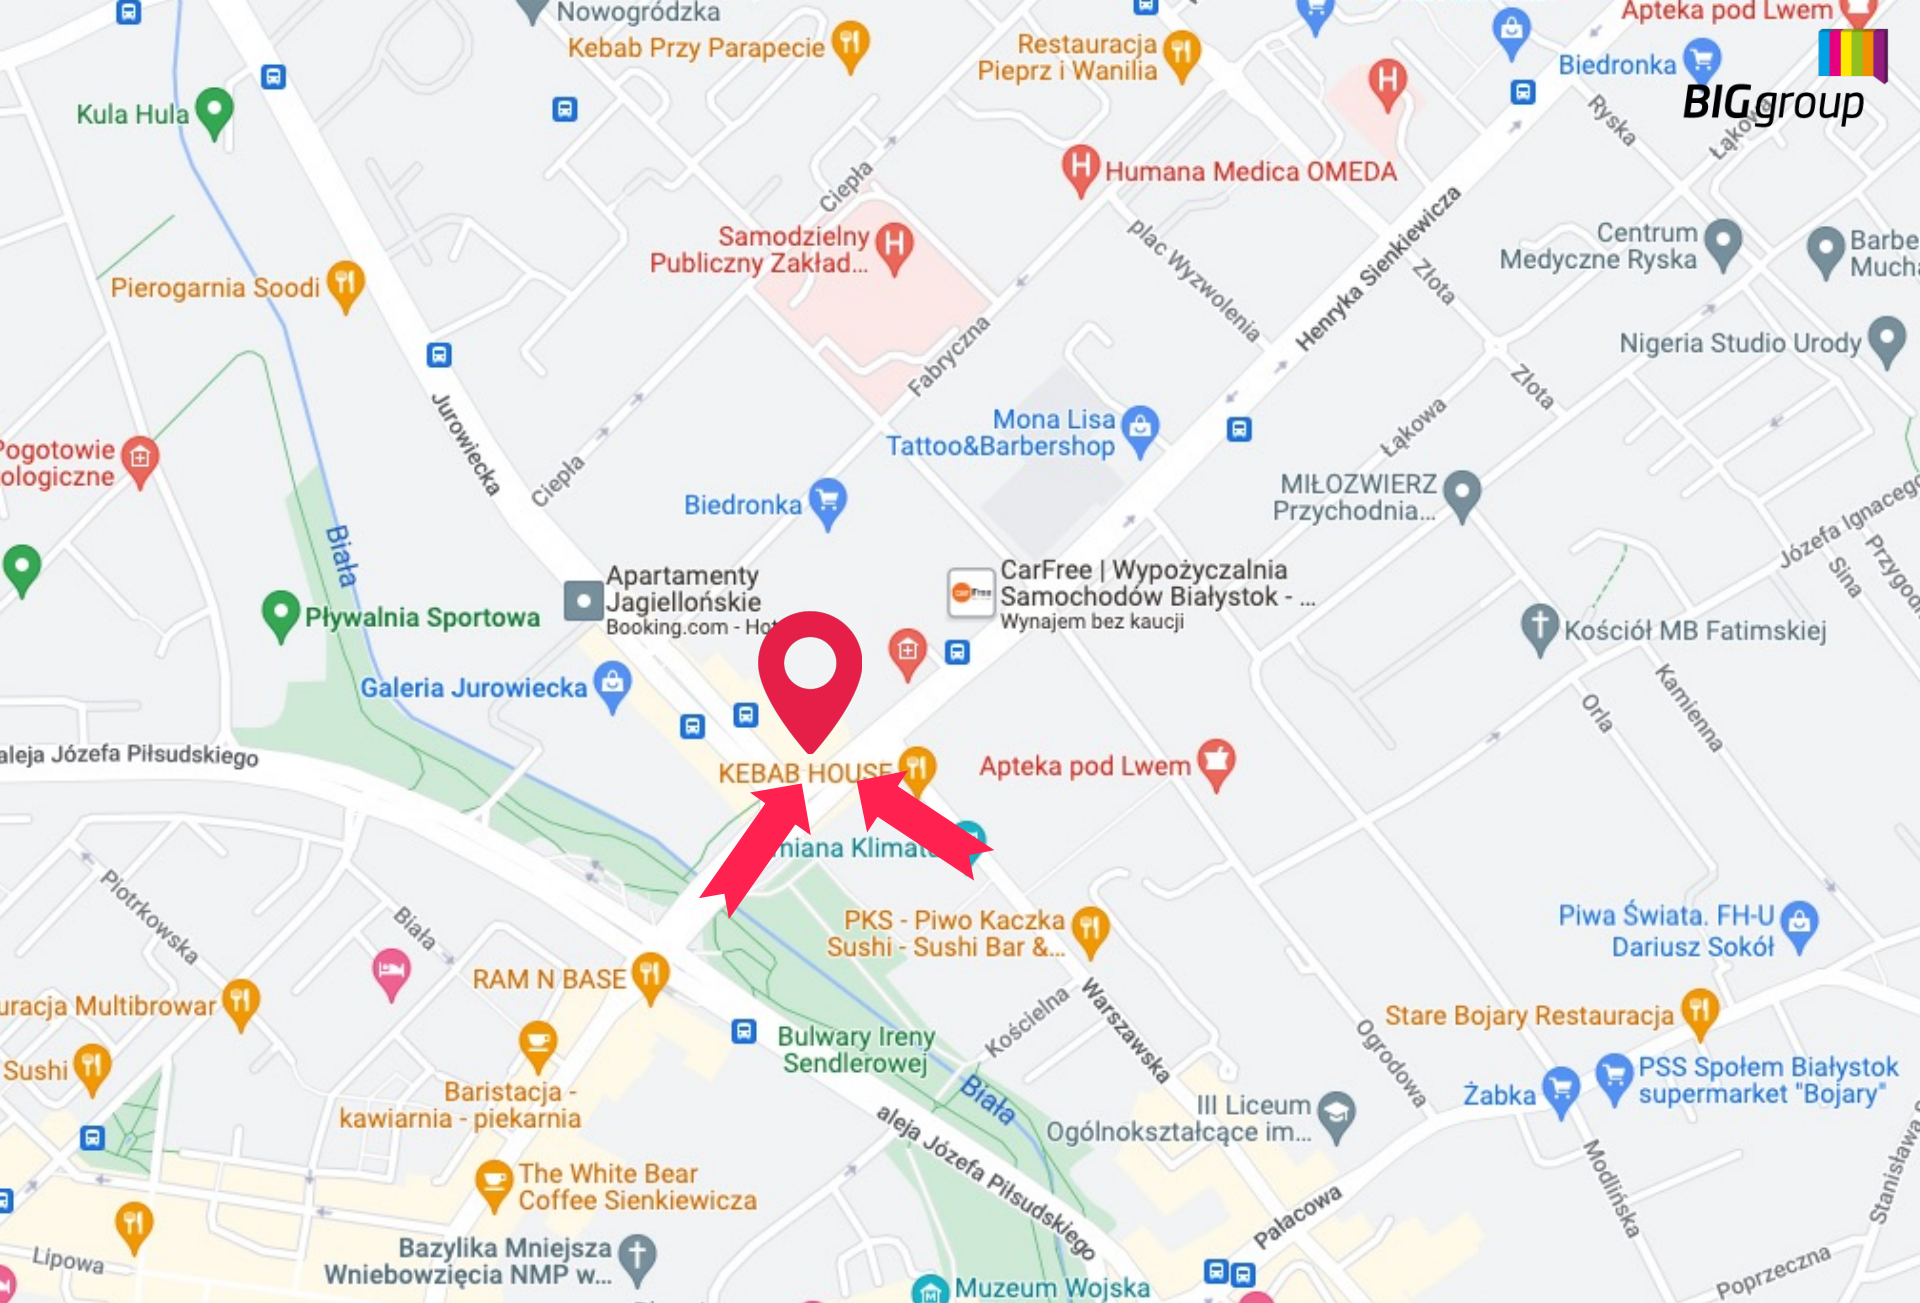 Nowogródzka
Kebab Przy Parapecie
Restauracja
Pieprz i Wanilia
Apteka pod Lwem
Biedronka
BIGgroup
Kula Hula
Ryska
Łąkowa
Ciepła
Humana Medica OMEDA
Samodzielny
Publiczny Zakład...
plac Wyzwolenia
Henryka Sienkiewicza
Złota
Centrum
Medyczne Ryska
Barbe
Mucha
Pierogarnia Soodi
Fabryczna
Nigeria Studio Urody
Złota
Jurowiecka
Mona Lisa
Tattoo&Barbershop
Łąkowa
Pogotowie
ologiczne
Ciepła
Biedronka
MIŁOZWIERZ
Przychodnia...
Józefa Ignacego
Biała
Sina
Apartamenty
Jagiellońskie
Booking.com - Hot
CarFree | Wypożyczalnia
Samochodów Białystok - ...
Wynajem bez kaucji
Pływalnia Sportowa
Kościół MB Fatimskiej
Galeria Jurowiecka
Kamienna
Orla
aleja Józefa Piłsudskiego
KEBAB HOUSE
Apteka pod Lwem
miana Klimatu
Piotrkowska
Biała
PKS - Piwo Kaczka
Sushi - Sushi Bar &...
Piwa Świata. FH-U
Dariusz Sokół
RAM N BASE
uracja Multibrowar
Warszawska
Kościelna
Stare Bojary Restauracja
Bulwary Ireny
Sendlerowej
Ogrodowa
Sushi
Baristacja -
kawiarnia - piekarnia
Biała
PSS Społem Białystok
supermarket "Bojary"
Żabka
III Liceum
Ogólnokształcące im...
aleja Józefa Piłsudskiego
Modlińska
Stanisława
The White Bear
Coffee Sienkiewicza
Pałacowa
Lipowa
Bazylika Mniejsza
Wniebowzięcia NMP w...
Muzeum Wojska
Poprzeczna